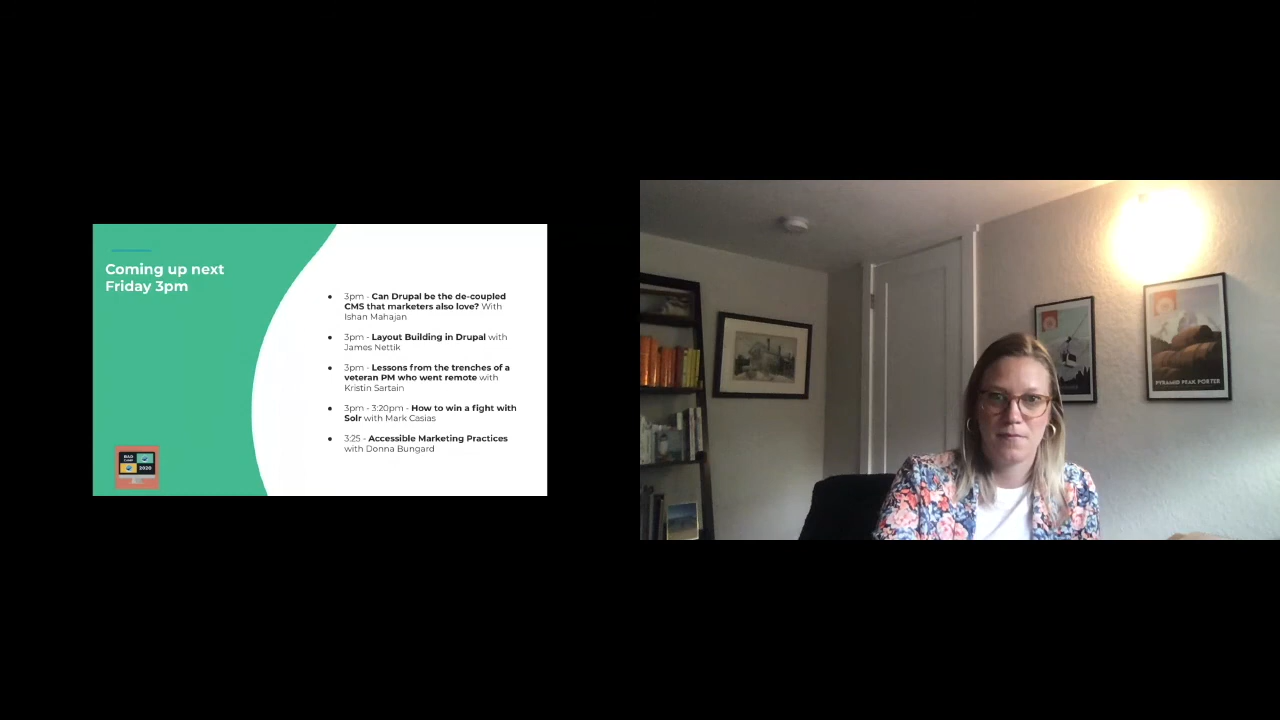 Coming up next
Friday 3pm
● 3pm - Can Drupal be the de-coupled
CMS that marketers also love? With
Ishan Mahajan
● 3pm - Layout Building in Drupal with
James Nettik
● 3pm - Lessons from the trenches of a
veteran PM who went remote with
Kristin Sartain
● 3pm - 3:20pm - How to win a fight with
Solr with Mark Casias
● 3:25 - Accessible Marketing Practices
with Donna Bungard
BAD
2020
PYRAMID PEAK PORTER